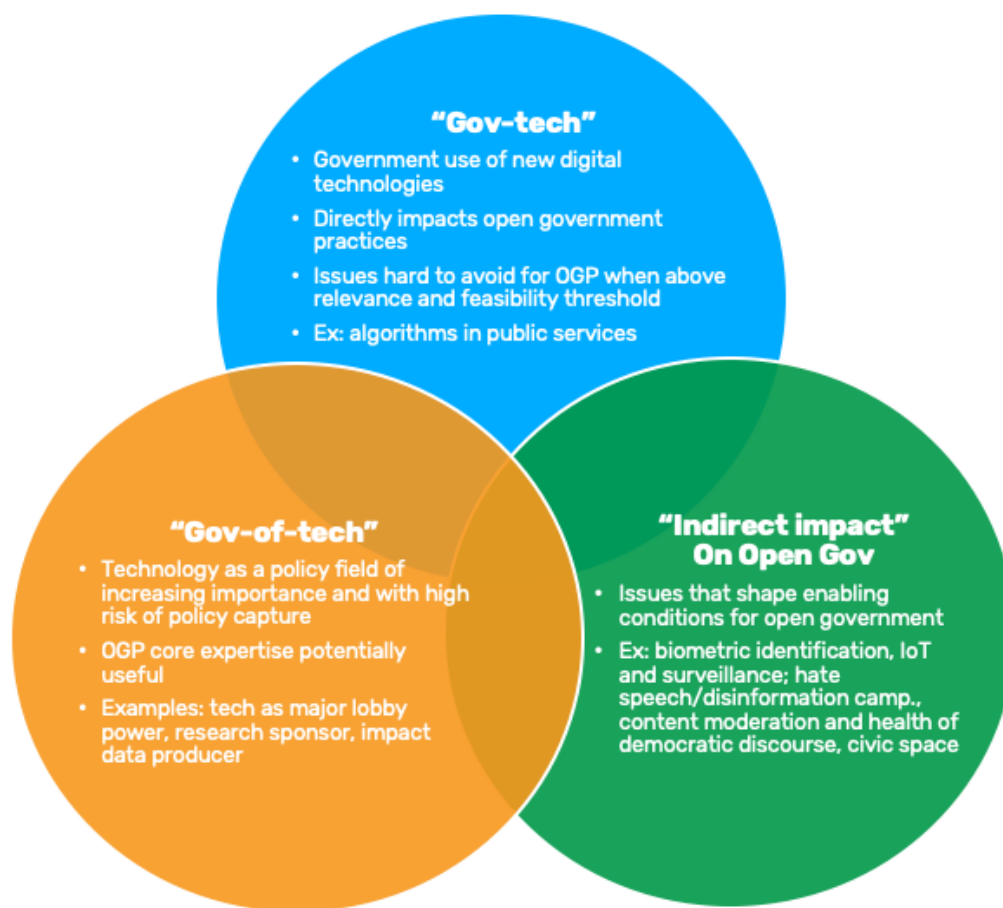 “Gov-tech”
• Government use of new digital
technologies
• Directly impacts open government
practices
• Issues hard to avoid for OGP when above
relevance and feasibility threshold
• Ex: algorithms in public services
“Gov-of-tech”
• Technology as a policy field of
increasing importance and with high
risk of policy capture
• OGP core expertise potentially
useful
• Examples: tech as major lobby
power, research sponsor, impact
data producer
“Indirect impact”
On Open Gov
• Issues that shape enabling
conditions for open government
• Ex: biometric identification, IoT
and surveillance; hate
speech/disinformation camp.,
content moderation and health of
democratic discourse, civic space